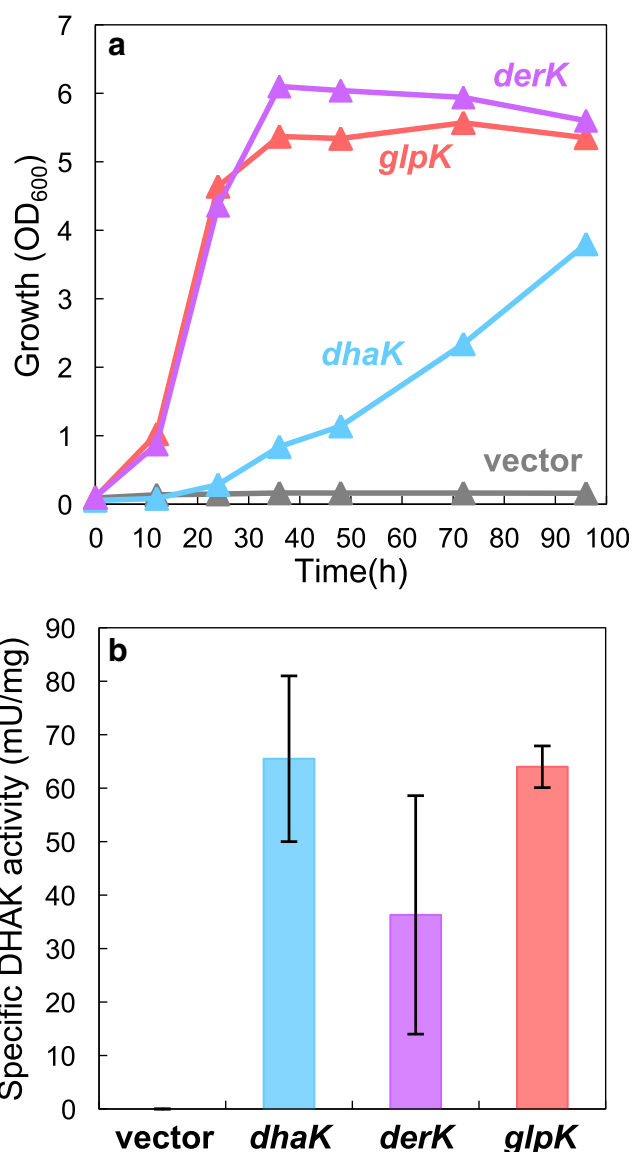 a
7
6
5
4
3
2
1
0
Growth (OD600)
derK
glpK
dhaK
vector
0 10 20 30 40 50 60 70 80 90 100
Time(h)
b
90
80
70
60
50
40
30
20
10
0
Specific DHAK activity (mU/mg)
vector dhaK derK glpK